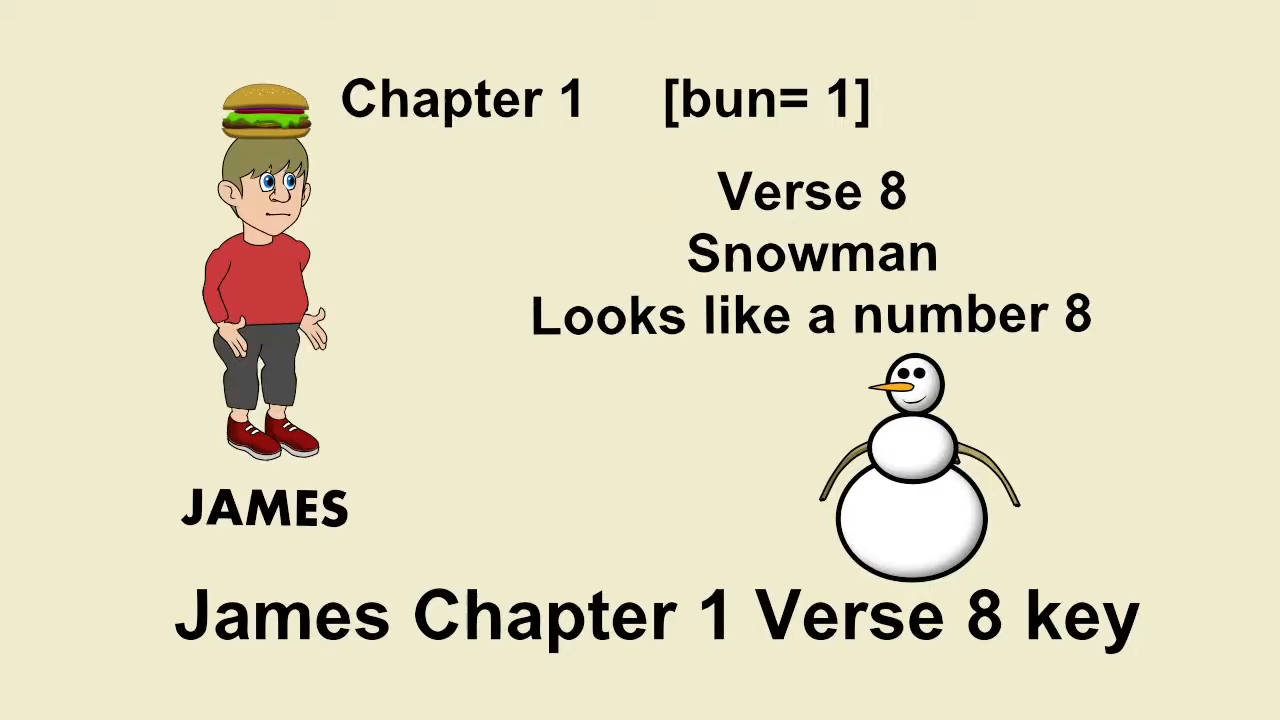 Chapter 1 [bun= 1]
Verse 8
Snowman
Looks like a number 8
JAMES
James Chapter 1 Verse 8 key